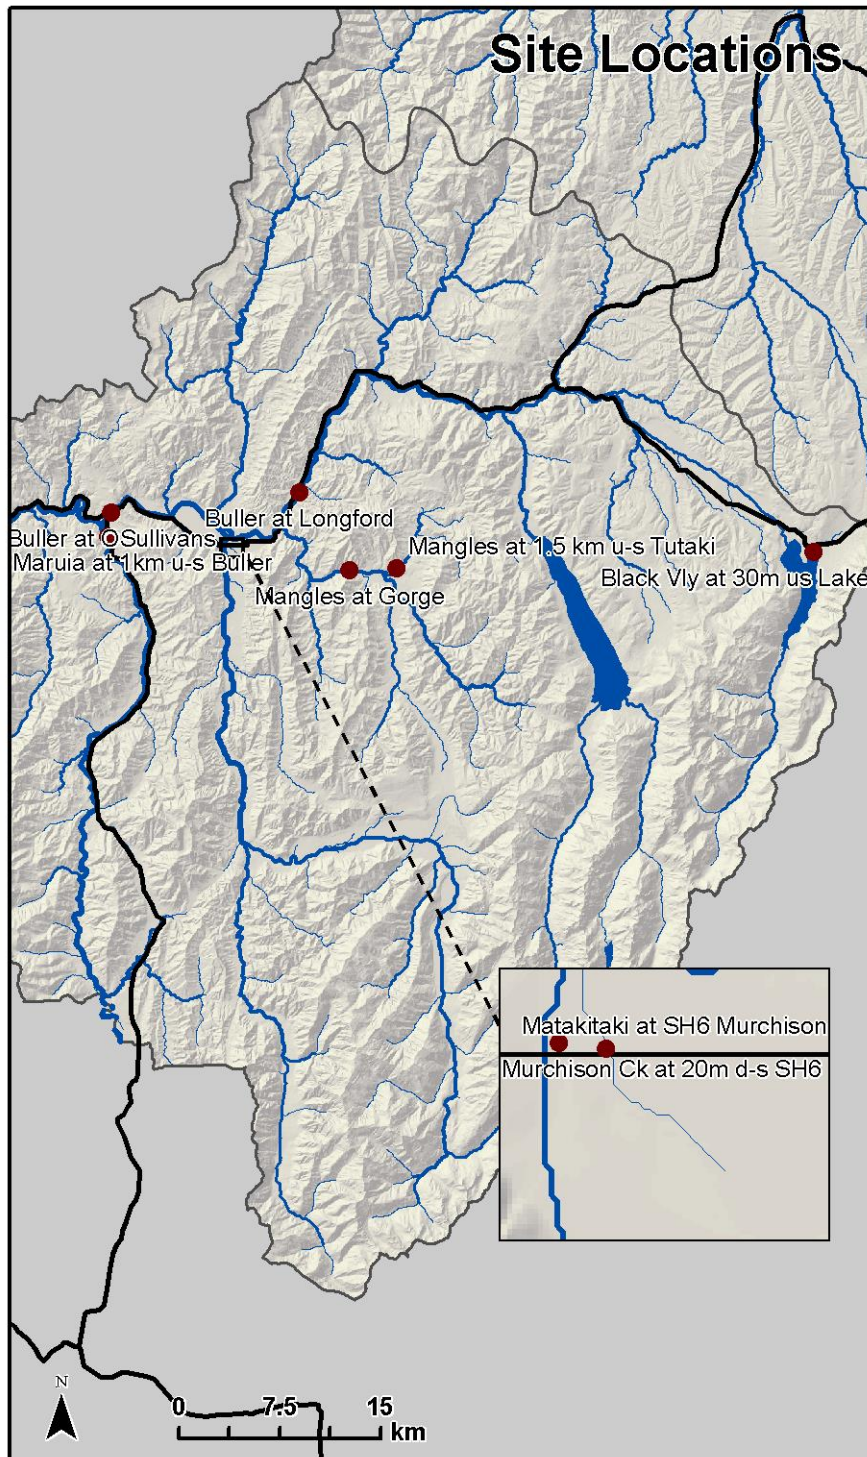 Site Locations
Buller at Longford
Buller at OSullivans
Maruia at 1km u-s Buller
Mangles at 1.5 km u-s Tutaki
Black Vly at 30m us Lake
Mangles at Gorge
Matakitaki at SH6 Murchison
Murchison Ck at 20m d-s SH6
N
0 7.5 15
km